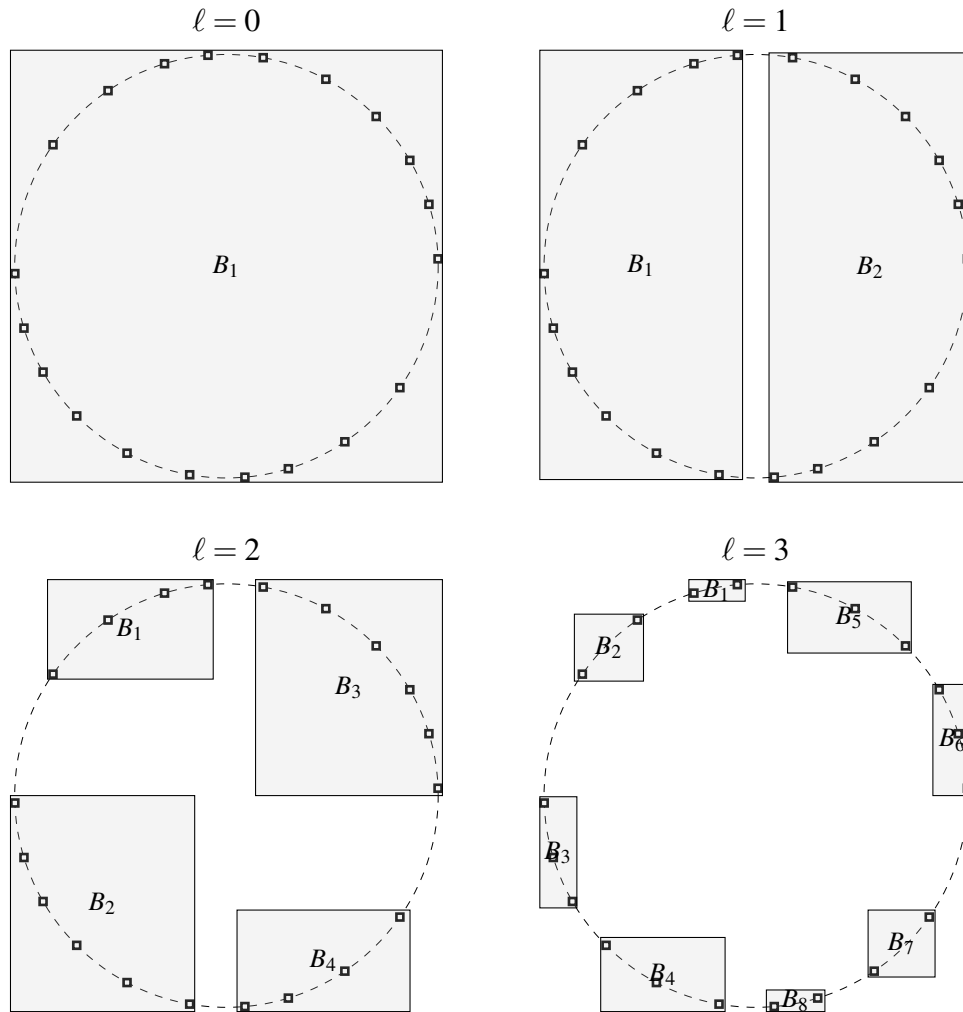 ℓ = 0
ℓ = 1
B₁
B₁
B₂
ℓ = 2
ℓ = 3
B₁
B₃
B₂
B₄
B₁
B₂
B₅
B₆
B₃
B₄
B₇
B₈